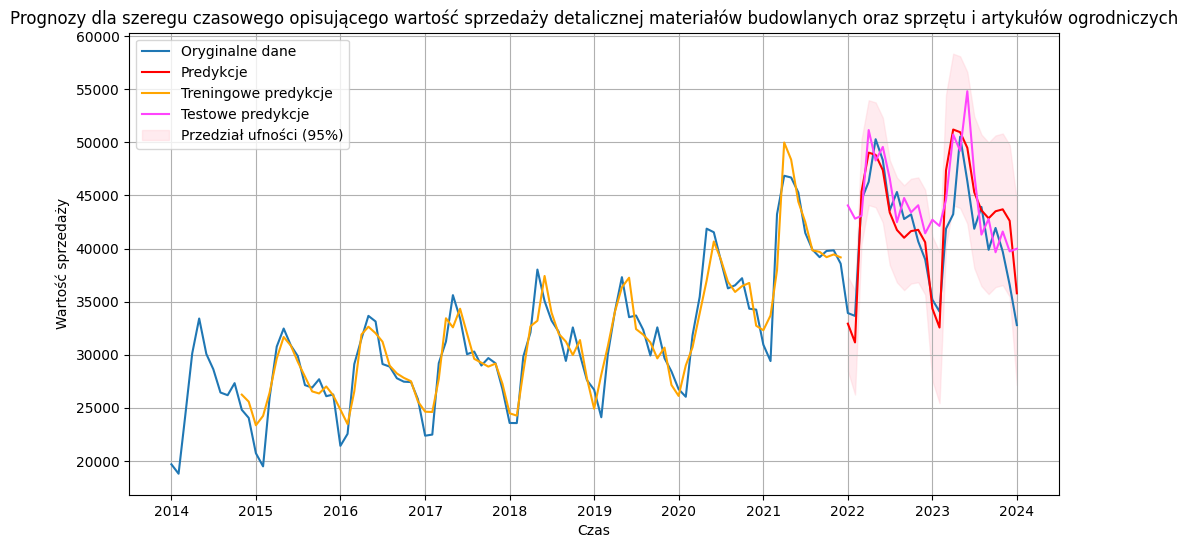 Prognozy dla szeregu czasowego opisującego wartość sprzedaży detalicznej materiałów budowlanych oraz sprzętu i artykułów ogrodniczych
Oryginalne dane
Predykcje
Treningowe predykcje
Testowe predykcje
Przedział ufności (95%)
60000
55000
50000
45000
40000
35000
30000
25000
20000
Wartość sprzedaży
2014 2015 2016 2017 2018 2019 2020 2021 2022 2023 2024
Czas